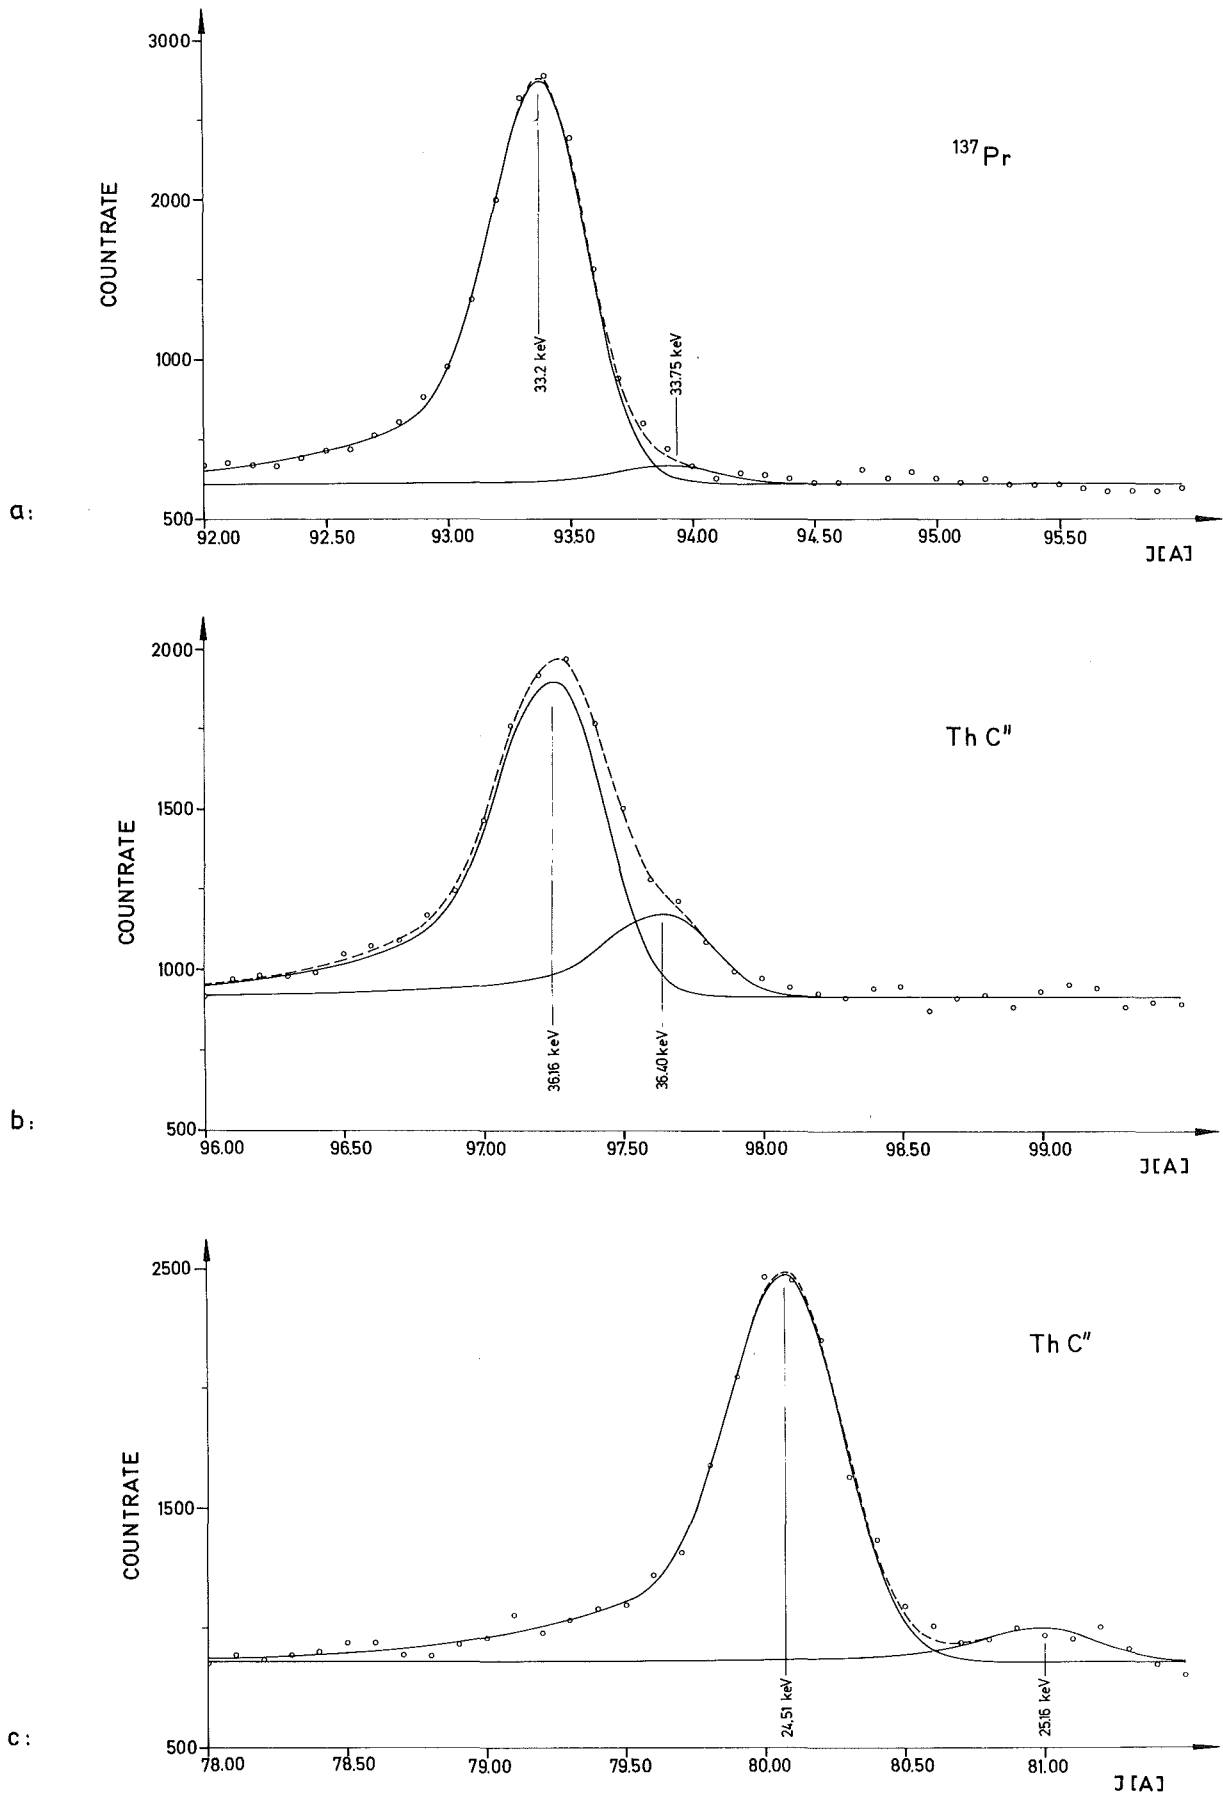 3000
2000
1000
500
COUNTRATE
¹³⁷Pr
33.2 keV
33.75 keV
a:
92.00 92.50 93.00 93.50 94.00 94.50 95.00 95.50
J[A]
2000
1500
1000
500
COUNTRATE
Th C"
36.16 keV
36.40 keV
b:
96.00 96.50 97.00 97.50 98.00 98.50 99.00
J[A]
2500
1500
500
COUNTRATE
Th C"
24.51 keV
25.16 keV
c:
78.00 78.50 79.00 79.50 80.00 80.50 81.00
J[A]